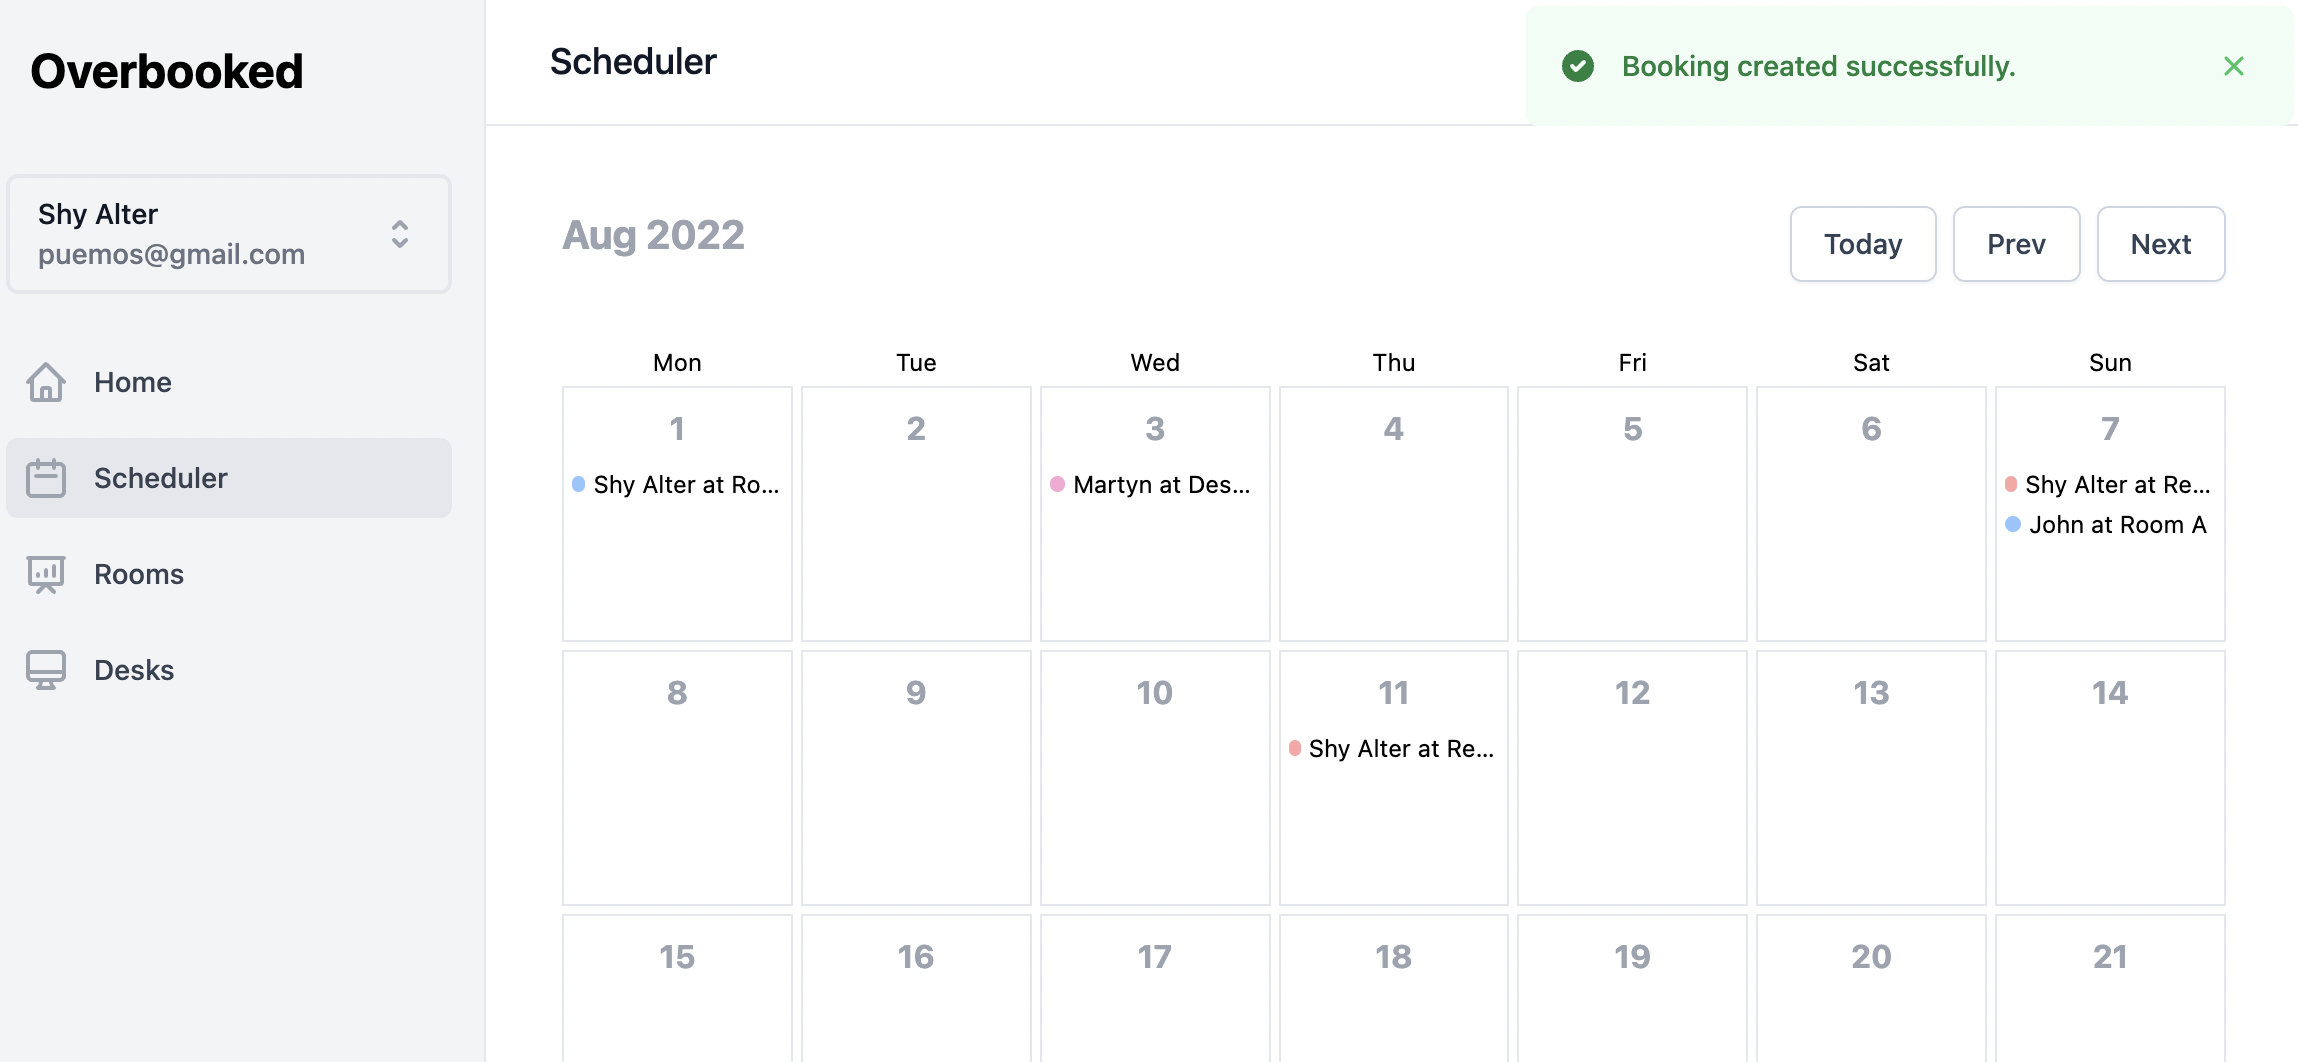 Overbooked
Scheduler
Booking created successfully.
Shy Alter
puemos@gmail.com
Home
Scheduler
Rooms
Desks
Aug 2022
Today Prev Next
Mon Tue Wed Thu Fri Sat Sun
1 2 3 4 5 6 7
Shy Alter at Ro... Martyn at Des... Shy Alter at Re...
John at Room A
8 9 10 11 12 13 14
Shy Alter at Re...
15 16 17 18 19 20 21